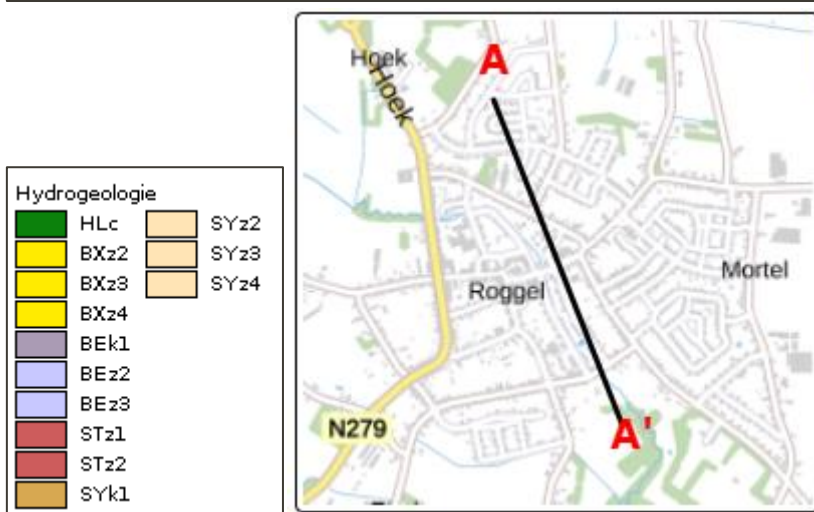 Hydrogeologie
HLc SYz2
BXz2 SYz3
BXz3 SYz4
BXz4
BEk1
BEz2
BEz3
STz1
STz2
SYk1
A
Hoek
Hoek
Mortel
Roggel
N279
A'